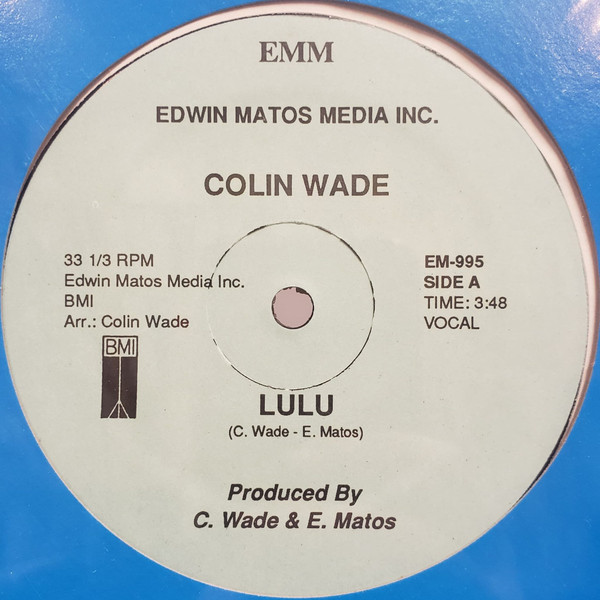 EMM
EDWIN MATOS MEDIA INC.
COLIN WADE
33 1/3 RPM
Edwin Matos Media Inc.
BMI
Arr.: Colin Wade
BMI
EM-995
SIDE A
TIME: 3:48
VOCAL
LULU
(C. Wade - E. Matos)
Produced By
C. Wade & E. Matos